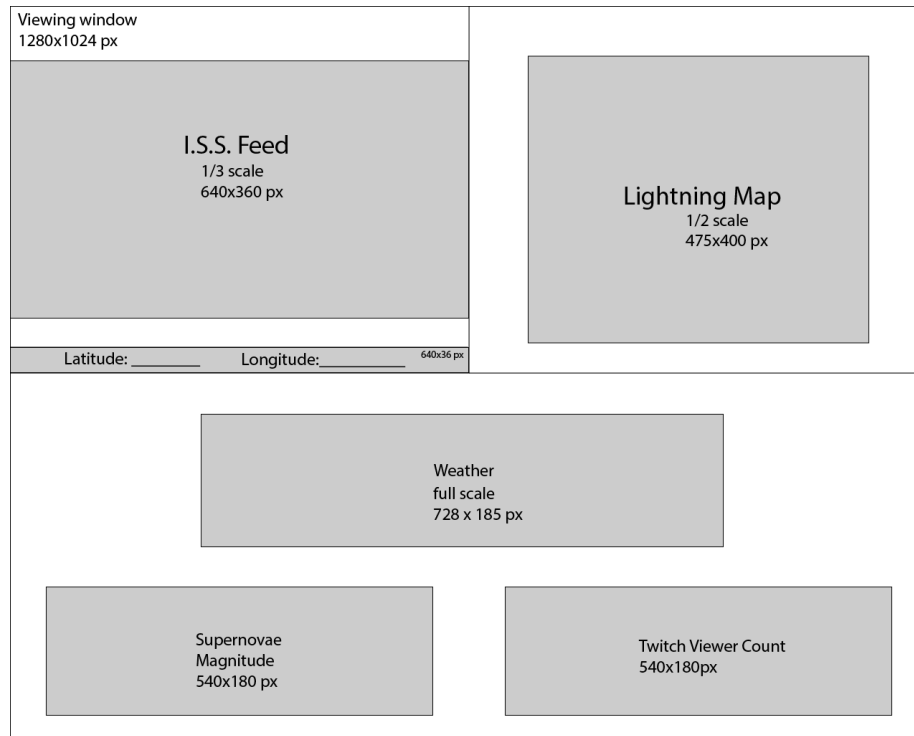 Viewing window
1280x1024 px
I.S.S. Feed
1/3 scale
640x360 px
Lightning Map
1/2 scale
475x400 px
Latitude: ________ Longitude:__________ 640x36 px
Weather
full scale
728 x 185 px
Supernovae
Magnitude
540x180 px
Twitch Viewer Count
540x180px